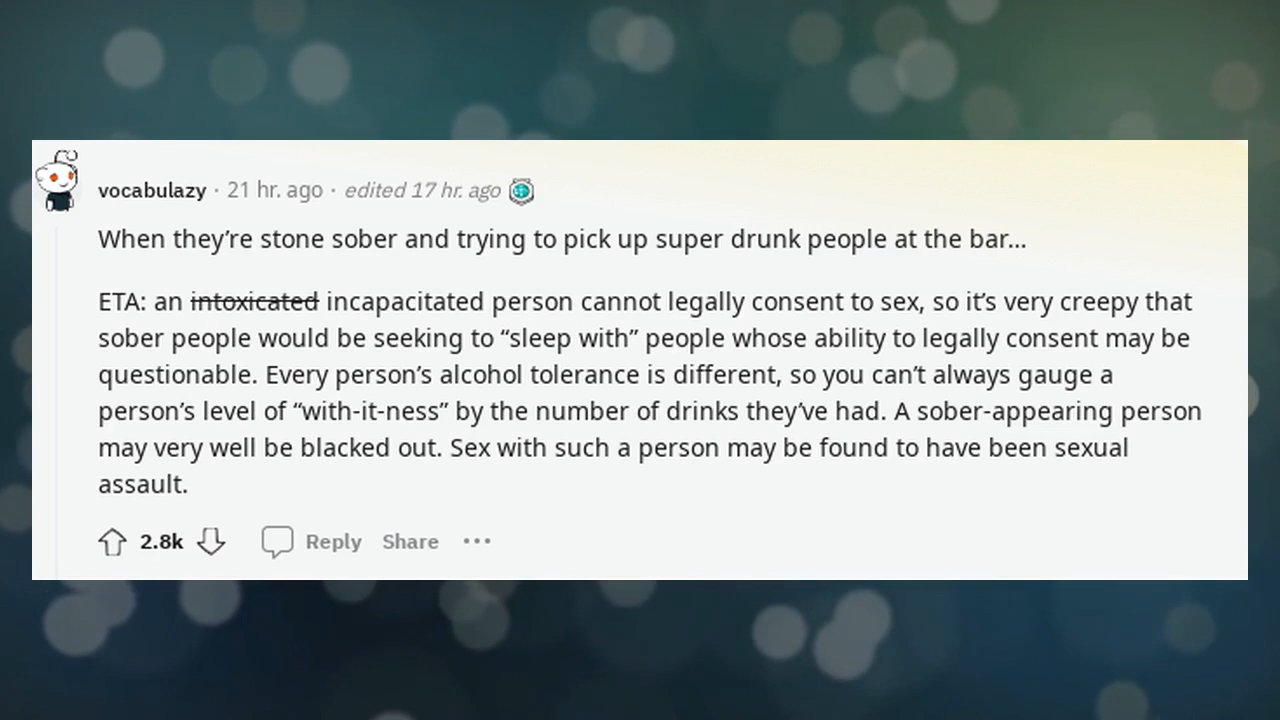 vocabulazy · 21 hr. ago · edited 17 hr. ago
When they’re stone sober and trying to pick up super drunk people at the bar...
ETA: an intoxicated incapacitated person cannot legally consent to sex, so it’s very creepy that
sober people would be seeking to “sleep with” people whose ability to legally consent may be
questionable. Every person’s alcohol tolerance is different, so you can’t always gauge a
person’s level of “with-it-ness” by the number of drinks they’ve had. A sober-appearing person
may very well be blacked out. Sex with such a person may be found to have been sexual
assault.
2.8k Reply Share ...